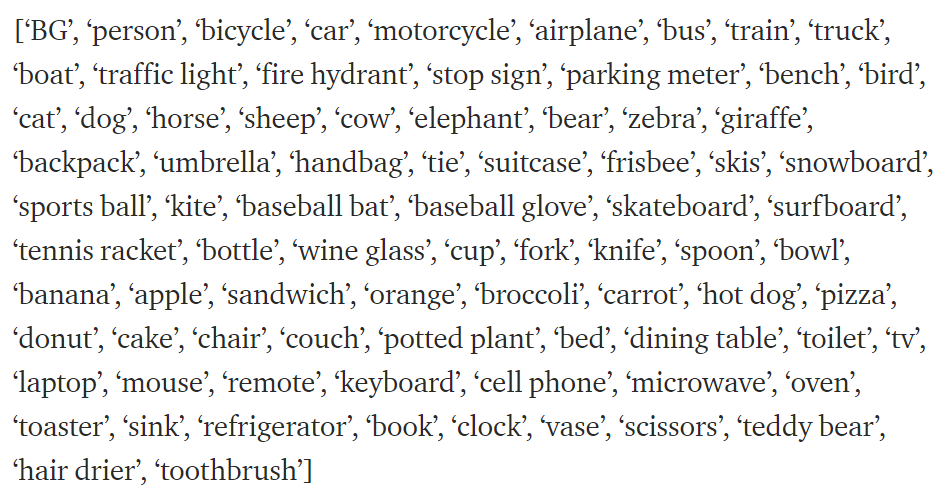 [‘BG’, ‘person’, ‘bicycle’, ‘car’, ‘motorcycle’, ‘airplane’, ‘bus’, ‘train’, ‘truck’,
‘boat’, ‘traffic light’, ‘fire hydrant’, ‘stop sign’, ‘parking meter’, ‘bench’, ‘bird’,
‘cat’, ‘dog’, ‘horse’, ‘sheep’, ‘cow’, ‘elephant’, ‘bear’, ‘zebra’, ‘giraffe’,
‘backpack’, ‘umbrella’, ‘handbag’, ‘tie’, ‘suitcase’, ‘frisbee’, ‘skis’, ‘snowboard’,
‘sports ball’, ‘kite’, ‘baseball bat’, ‘baseball glove’, ‘skateboard’, ‘surfboard’,
‘tennis racket’, ‘bottle’, ‘wine glass’, ‘cup’, ‘fork’, ‘knife’, ‘spoon’, ‘bowl’,
‘banana’, ‘apple’, ‘sandwich’, ‘orange’, ‘broccoli’, ‘carrot’, ‘hot dog’, ‘pizza’,
‘donut’, ‘cake’, ‘chair’, ‘couch’, ‘potted plant’, ‘bed’, ‘dining table’, ‘toilet’, ‘tv’,
‘laptop’, ‘mouse’, ‘remote’, ‘keyboard’, ‘cell phone’, ‘microwave’, ‘oven’,
‘toaster’, ‘sink’, ‘refrigerator’, ‘book’, ‘clock’, ‘vase’, ‘scissors’, ‘teddy bear’,
‘hair drier’, ‘toothbrush’]